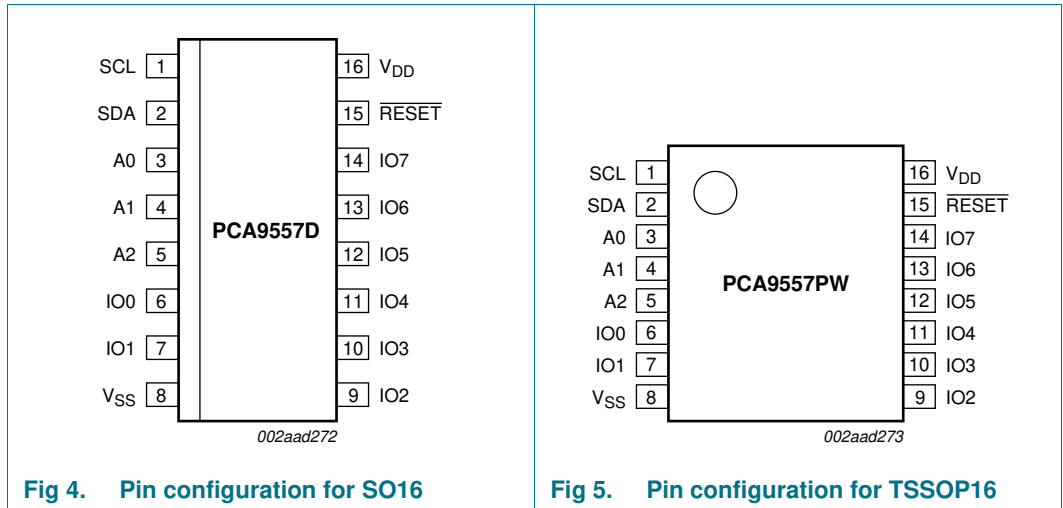 SCL 1 16 VDD
SDA 2 15 RESET
A0 3 14 IO7
A1 4 13 IO6
PCA9557D
A2 5 12 IO5
IO0 6 11 IO4
IO1 7 10 IO3
VSS 8 9 IO2
002aad272
Fig 4. Pin configuration for SO16
SCL 1 16 VDD
SDA 2 15 RESET
A0 3 14 IO7
A1 4 13 IO6
PCA9557PW
A2 5 12 IO5
IO0 6 11 IO4
IO1 7 10 IO3
VSS 8 9 IO2
002aad273
Fig 5. Pin configuration for TSSOP16